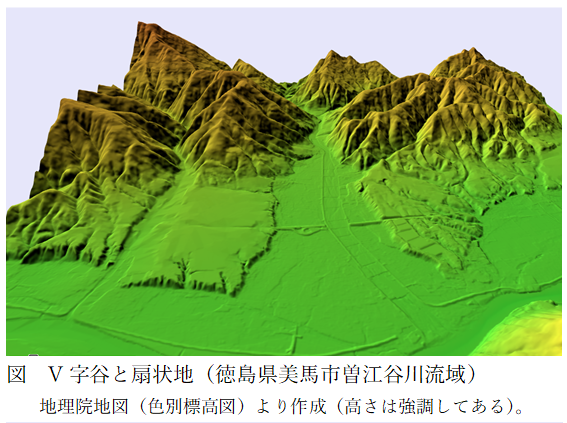 図　V字谷と扇状地（徳島県美馬市曽江谷川流域）
地理院地図（色別標高図）より作成（高さは強調してある）。